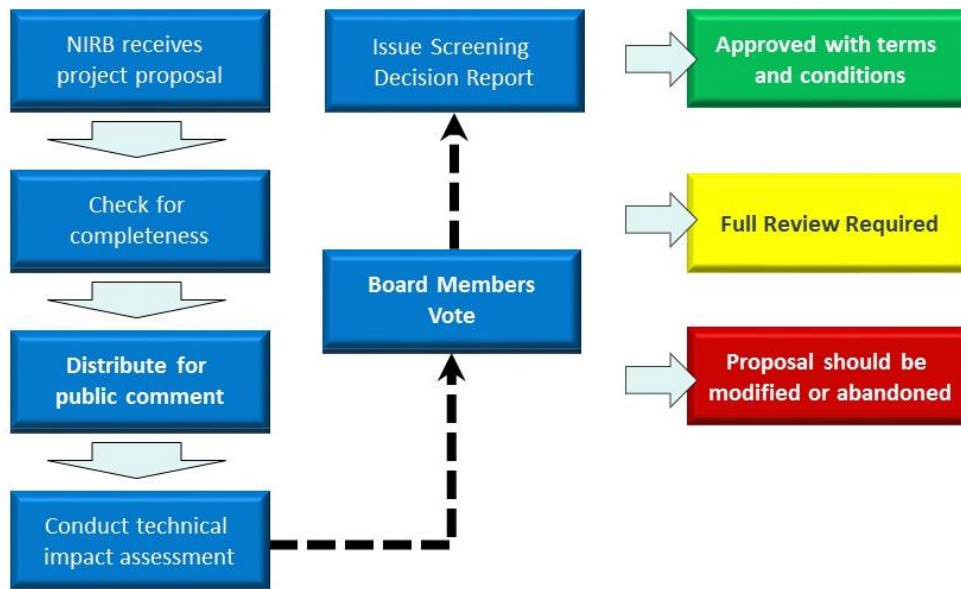 NIRB receives
project proposal
Check for
completeness
Distribute for
public comment
Conduct technical
impact assessment
Board Members
Vote
Issue Screening
Decision Report
Approved with terms
and conditions
Full Review Required
Proposal should be
modified or abandoned